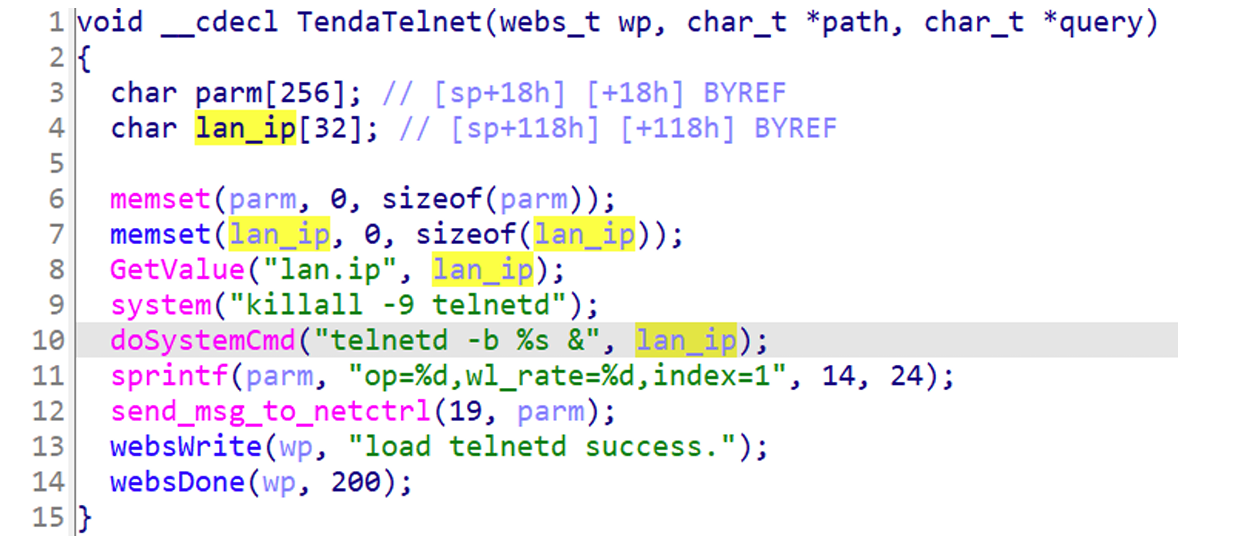 1 void __cdecl TendaTelnet(webs_t wp, char_t *path, char_t *query)
2 {
3   char parm[256]; // [sp+18h] [+18h] BYREF
4   char lan_ip[32]; // [sp+118h] [+118h] BYREF
5
6   memset(parm, 0, sizeof(parm));
7   memset(lan_ip, 0, sizeof(lan_ip));
8   GetValue("lan.ip", lan_ip);
9   system("killall -9 telnetd");
10   doSystemCmd("telnetd -b %s &", lan_ip);
11   sprintf(parm, "op=%d,wl_rate=%d,index=1", 14, 24);
12   send_msg_to_netctrl(19, parm);
13   websWrite(wp, "load telnetd success.");
14   websDone(wp, 200);
15 }